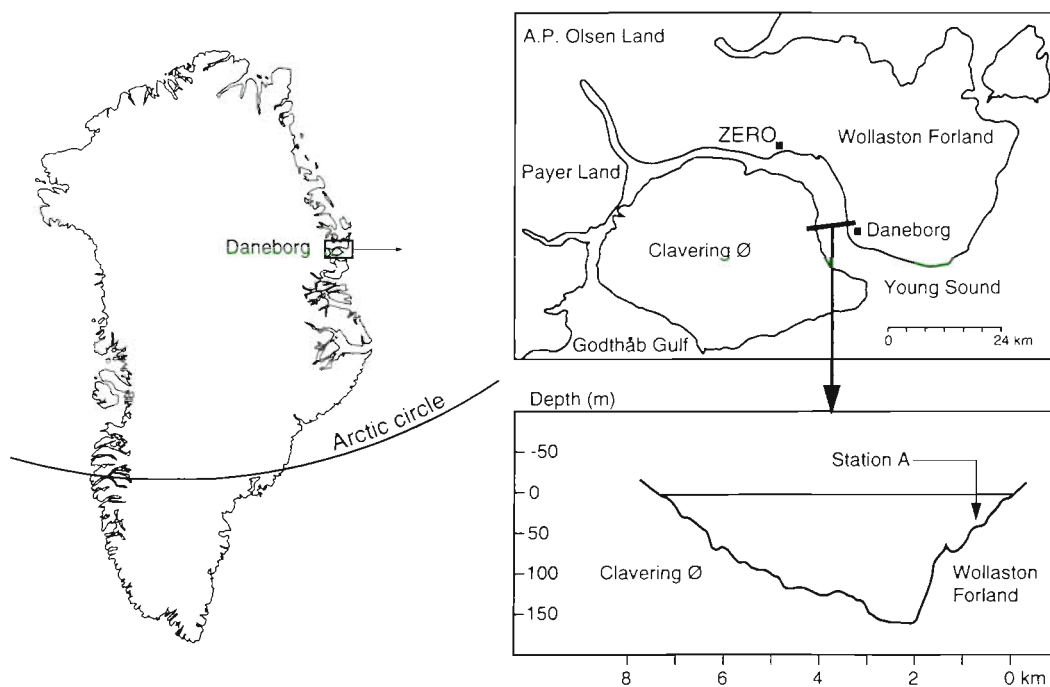 Daneborg
Arctic circle
A.P. Olsen Land
ZERO
Wollaston Forland
Payer Land
Daneborg
Clavering Ø
Young Sound
0 24 km
Godthåb Gulf
Depth (m)
-50
Station A
0
50
100
Clavering Ø
Wollaston
Forland
150
8 6 4 2 0 km